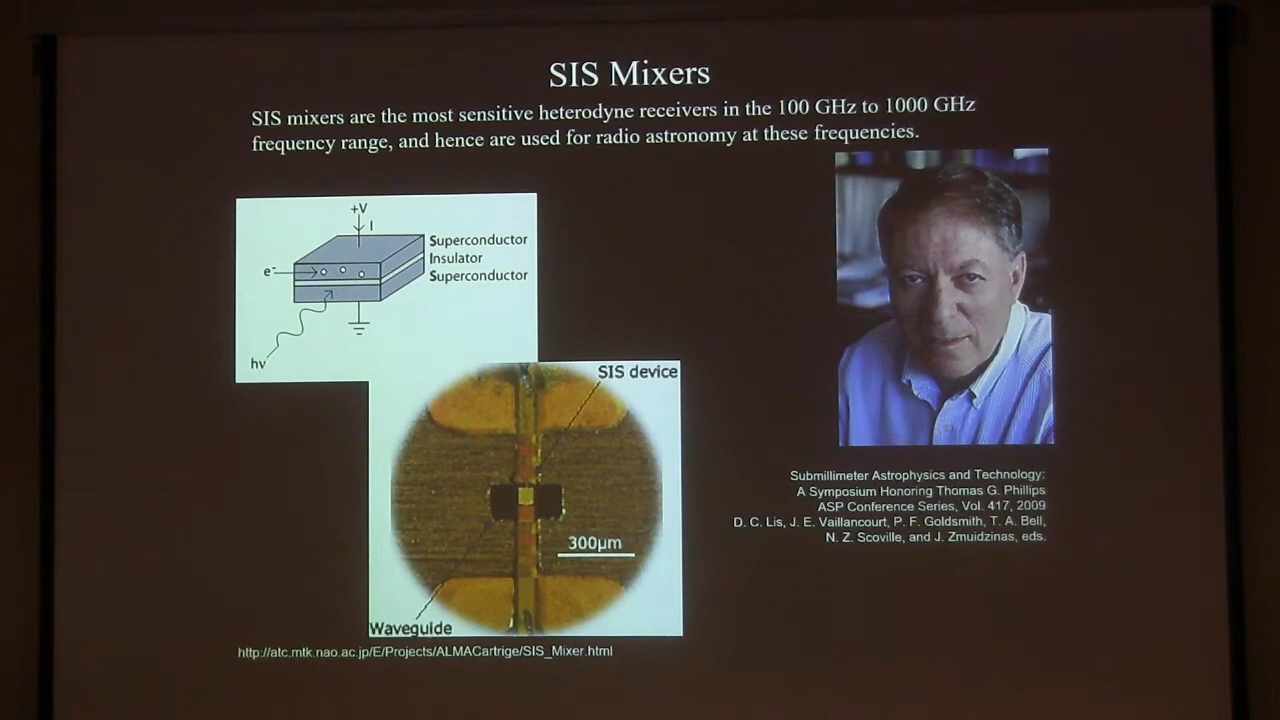 SIS Mixers
SIS mixers are the most sensitive heterodyne receivers in the 100 GHz to 1000 GHz
frequency range, and hence are used for radio astronomy at these frequencies.
+V
I
Superconductor
Insulator
Superconductor
e-
hν
SIS device
300µm
Waveguide
http://atc.mtk.nao.ac.jp/E/Projects/ALMACartrige/SIS_Mixer.html
Submillimeter Astrophysics and Technology:
A Symposium Honoring Thomas G. Phillips
ASP Conference Series, Vol. 417, 2009
D. C. Lis, J. E. Vaillancourt, P. F. Goldsmith, T. A. Bell,
N. Z. Scoville, and J. Zmuidzinas, eds.